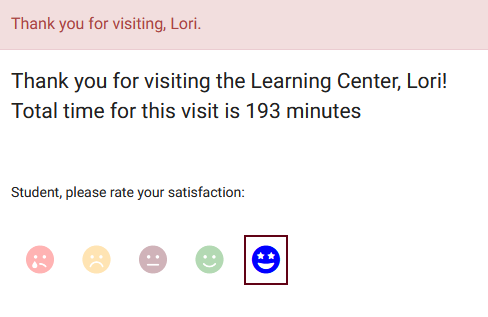 Thank you for visiting, Lori.
Thank you for visiting the Learning Center, Lori!
Total time for this visit is 193 minutes
Student, please rate your satisfaction: